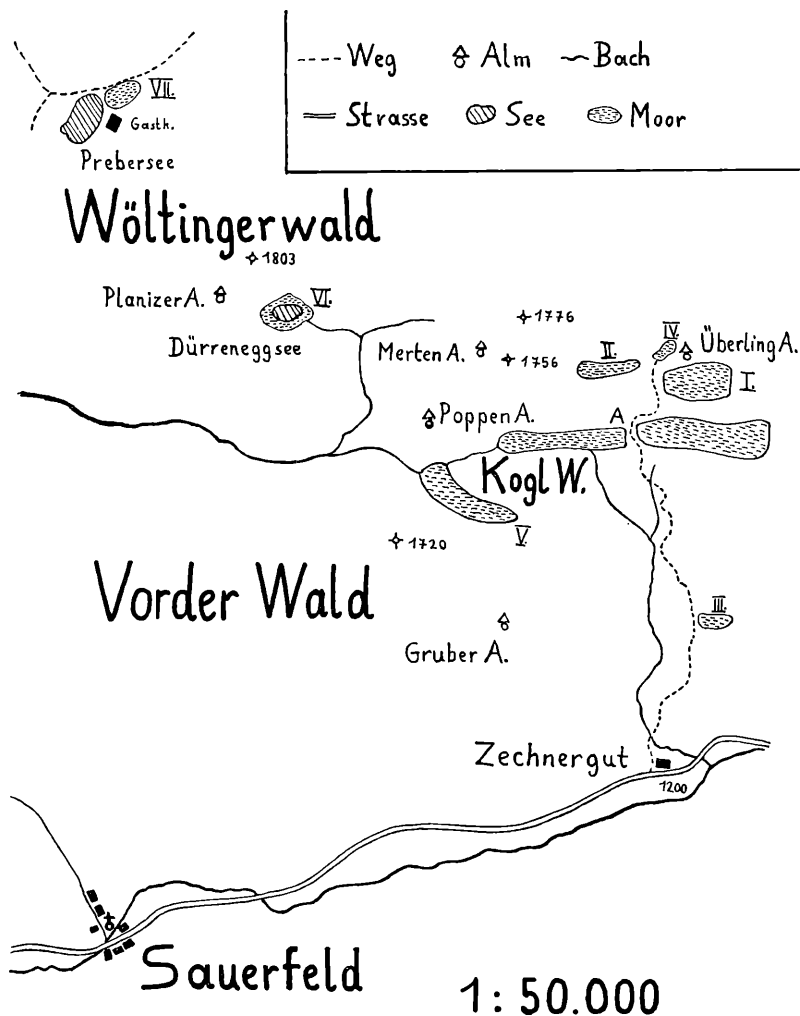 Weg Alm Bach
Strasse See Moor
VII.
Gasth.
Prebersee
Wöltingerwald
1803
Planizer A. VI.
Dürreneggsee
1776
Merten A. 1756 II. IV. Überling A.
I.
Poppen A. A
Kogl W.
V.
1720
Vorder Wald
III.
Gruber A.
Zechnergut
1200
Sauerfeld
1: 50.000